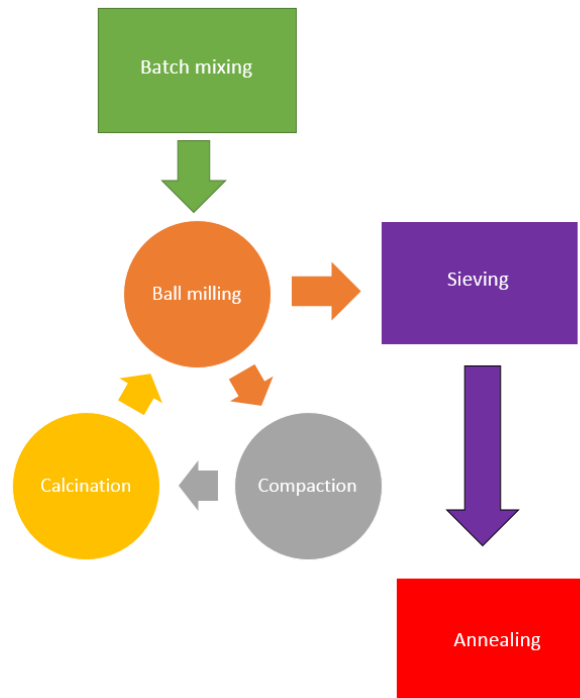 Batch mixing
Ball milling
Sieving
Calcination
Compaction
Annealing